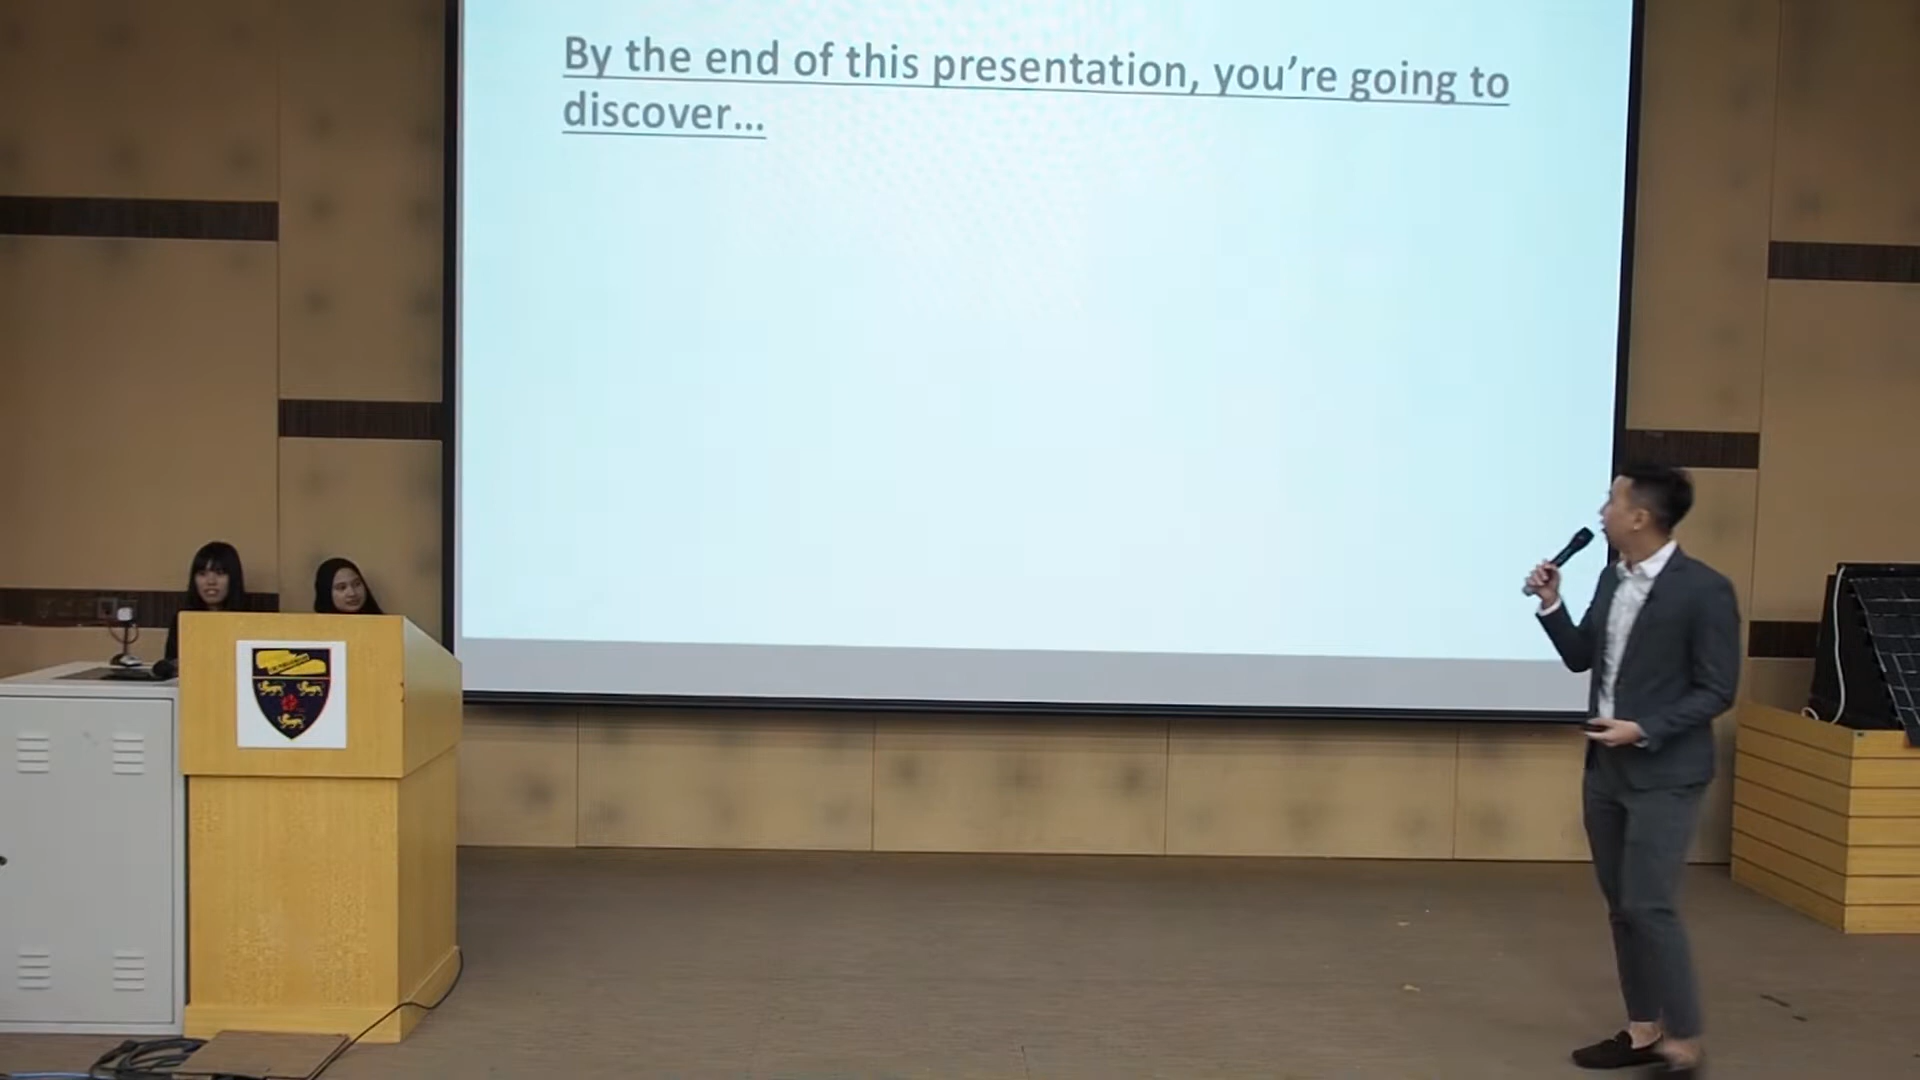 By the end of this presentation, you’re going to
discover...